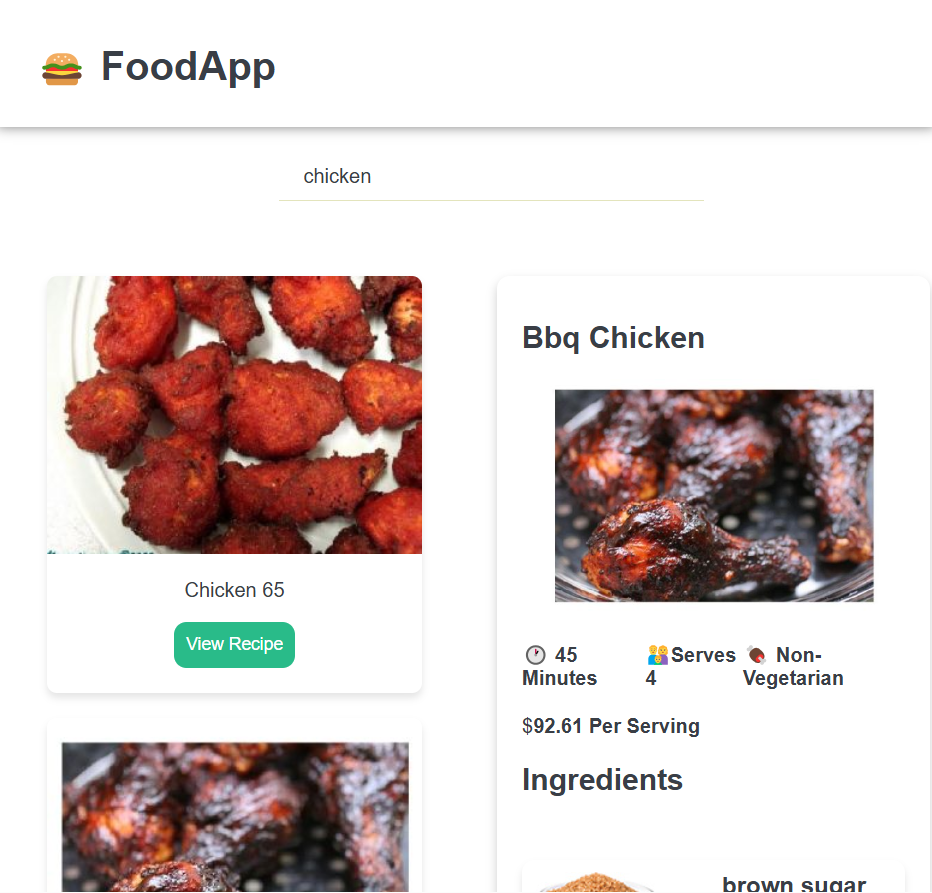 FoodApp
chicken
Chicken 65
View Recipe
Bbq Chicken
45
Minutes
Serves
4
Non-
Vegetarian
$92.61 Per Serving
Ingredients
brown sugar